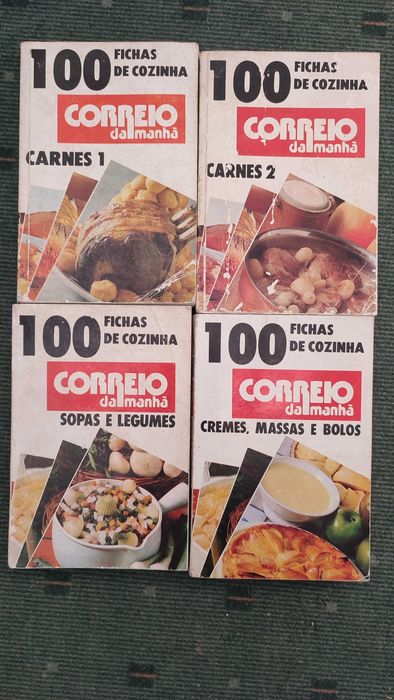 100 FICHAS
DE COZINHA
CORREIO
da manhã
CARNES 1
100 FICHAS
DE COZINHA
CORREIO
da manhã
CARNES 2
100 FICHAS
DE COZINHA
CORREIO
da manhã
SOPAS E LEGUMES
100 FICHAS
DE COZINHA
CORREIO
da manhã
CREMES, MASSAS E BOLOS